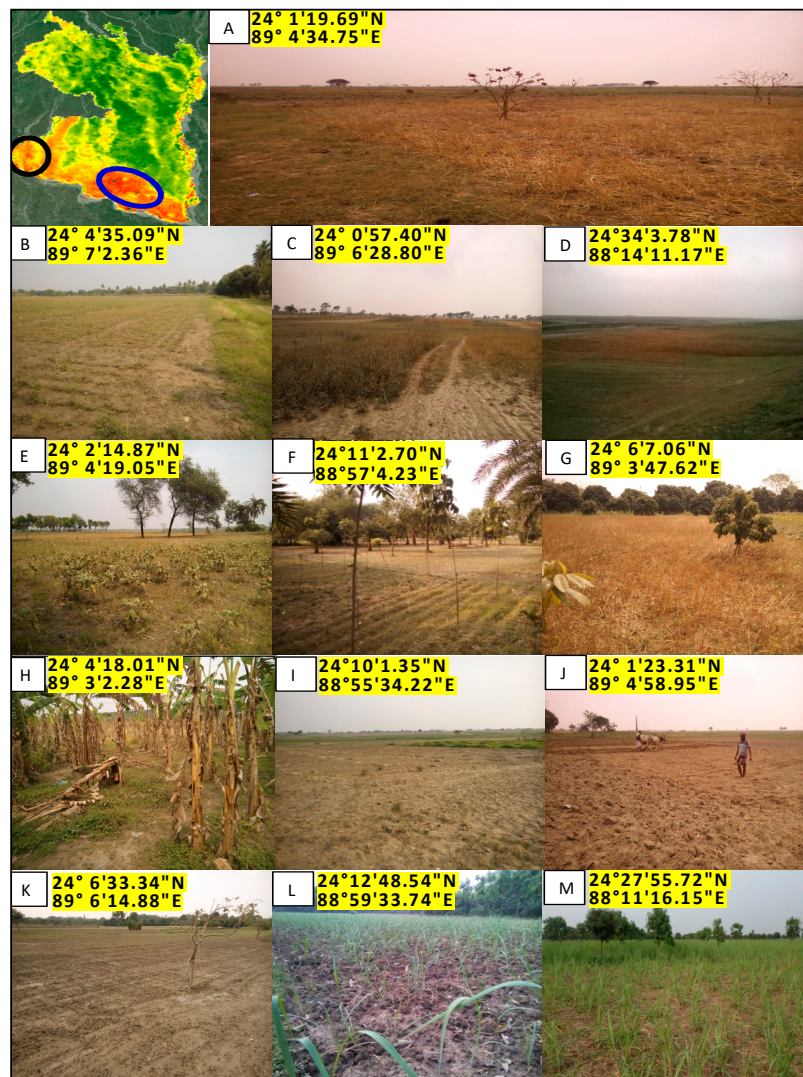 A
24° 1'19.69"N
89° 4'34.75"E
B
24° 4'35.09"N
89° 7'2.36"E
C
24° 0'57.40"N
89° 6'28.80"E
D
24°34'3.78"N
88°14'11.17"E
E
24° 2'14.87"N
89° 4'19.05"E
F
24°11'2.70"N
88°57'4.23"E
G
24° 6'7.06"N
89° 3'47.62"E
H
24° 4'18.01"N
89° 3'2.28"E
I
24°10'1.35"N
88°55'34.22"E
J
24° 1'23.31"N
89° 4'58.95"E
K
24° 6'33.34"N
89° 6'14.88"E
L
24°12'48.54"N
88°59'33.74"E
M
24°27'55.72"N
88°11'16.15"E